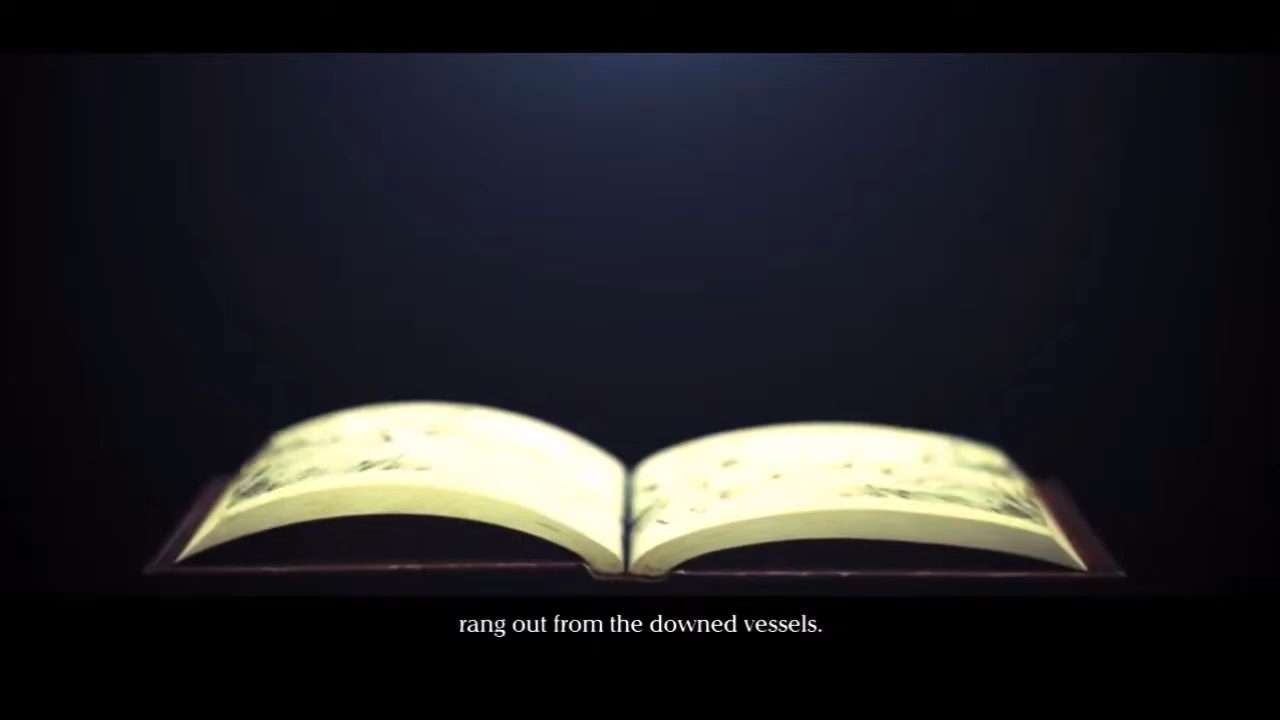 rang out from the downed vessels.